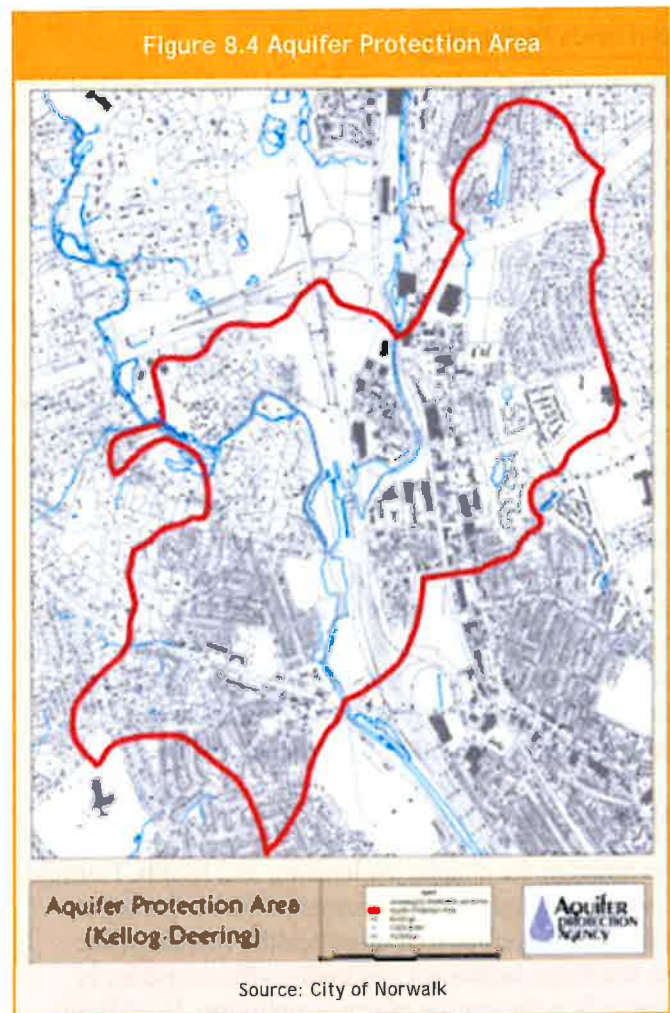 Figure 8.4 Aquifer Protection Area
Aquifer Protection Area
(Kellog-Deering)
AQUIFER
PROTECTION
AGENCY
Source: City of Norwalk